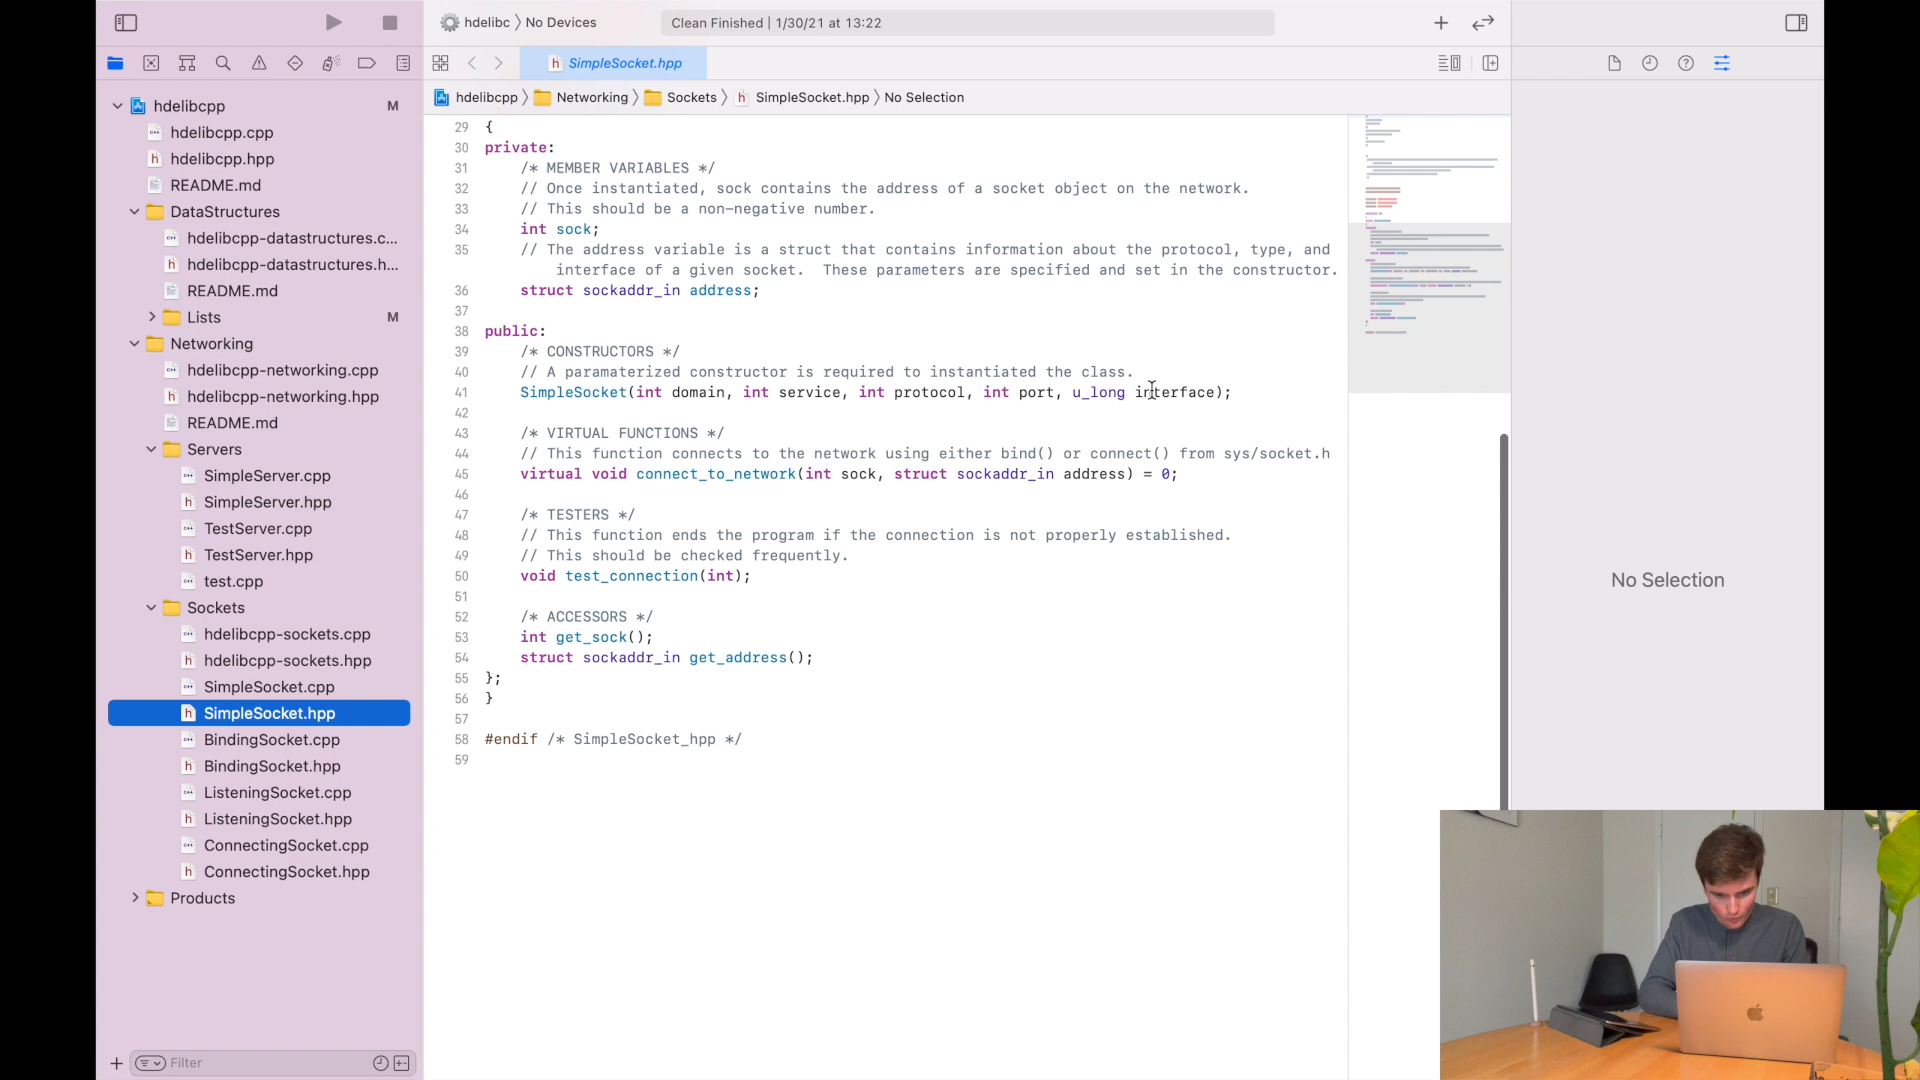 hdelibc › No Devices
Clean Finished | 1/30/21 at 13:22
SimpleSocket.hpp
hdelibcpp › Networking › Sockets › h SimpleSocket.hpp › No Selection
hdelibcpp M
hdelibcpp.cpp
hdelibcpp.hpp
README.md
DataStructures
hdelibcpp-datastructures.c...
hdelibcpp-datastructures.h...
README.md
Lists M
Networking
hdelibcpp-networking.cpp
hdelibcpp-networking.hpp
README.md
Servers
SimpleServer.cpp
SimpleServer.hpp
TestServer.cpp
TestServer.hpp
test.cpp
Sockets
hdelibcpp-sockets.cpp
hdelibcpp-sockets.hpp
SimpleSocket.cpp
SimpleSocket.hpp
BindingSocket.cpp
BindingSocket.hpp
ListeningSocket.cpp
ListeningSocket.hpp
ConnectingSocket.cpp
ConnectingSocket.hpp
Products
Filter
29 {
30 private:
31 /* MEMBER VARIABLES */
32 // Once instantiated, sock contains the address of a socket object on the network.
33 // This should be a non-negative number.
34 int sock;
35 // The address variable is a struct that contains information about the protocol, type, and
interface of a given socket.  These parameters are specified and set in the constructor.
36 struct sockaddr_in address;
37
38 public:
39 /* CONSTRUCTORS */
40 // A paramaterized constructor is required to instantiated the class.
41 SimpleSocket(int domain, int service, int protocol, int port, u_long interface);
42
43 /* VIRTUAL FUNCTIONS */
44 // This function connects to the network using either bind() or connect() from sys/socket.h
45 virtual void connect_to_network(int sock, struct sockaddr_in address) = 0;
46
47 /* TESTERS */
48 // This function ends the program if the connection is not properly established.
49 // This should be checked frequently.
50 void test_connection(int);
51
52 /* ACCESSORS */
53 int get_sock();
54 struct sockaddr_in get_address();
55 };
56 }
57
58 #endif /* SimpleSocket_hpp */
59
No Selection